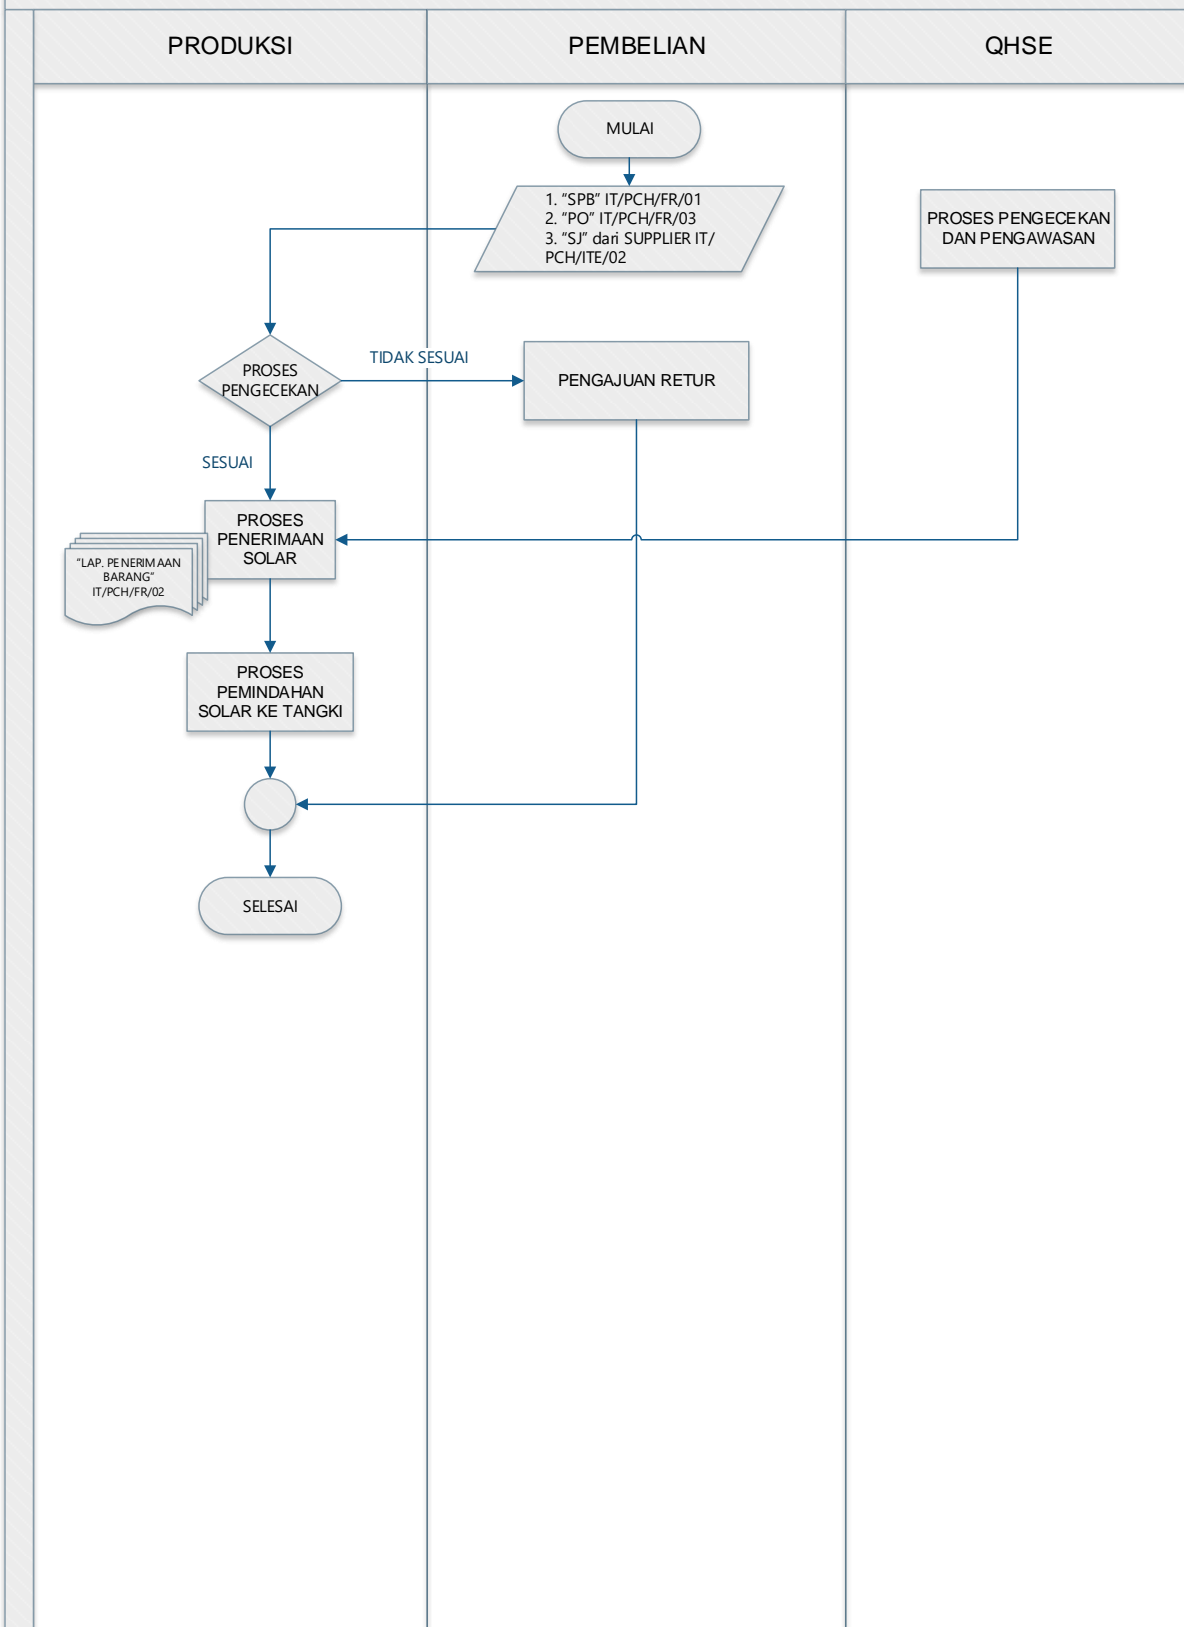 PRODUKSI
PEMBELIAN
QHSE
MULAI
1. “SPB” IT/PCH/FR/01
2. “PO” IT/PCH/FR/03
3. “SJ” dari SUPPLIER IT/
PCH/ITE/02
PROSES PENGECEKAN
DAN PENGAWASAN
PROSES
PENGECEKAN
TIDAK SESUAI
PENGAJUAN RETUR
SESUAI
PROSES
PENERIMAAN
SOLAR
“LAP. PENERIMAAN
BARANG”
IT/PCH/FR/02
PROSES
PEMINDAHAN
SOLAR KE TANGKI
SELESAI